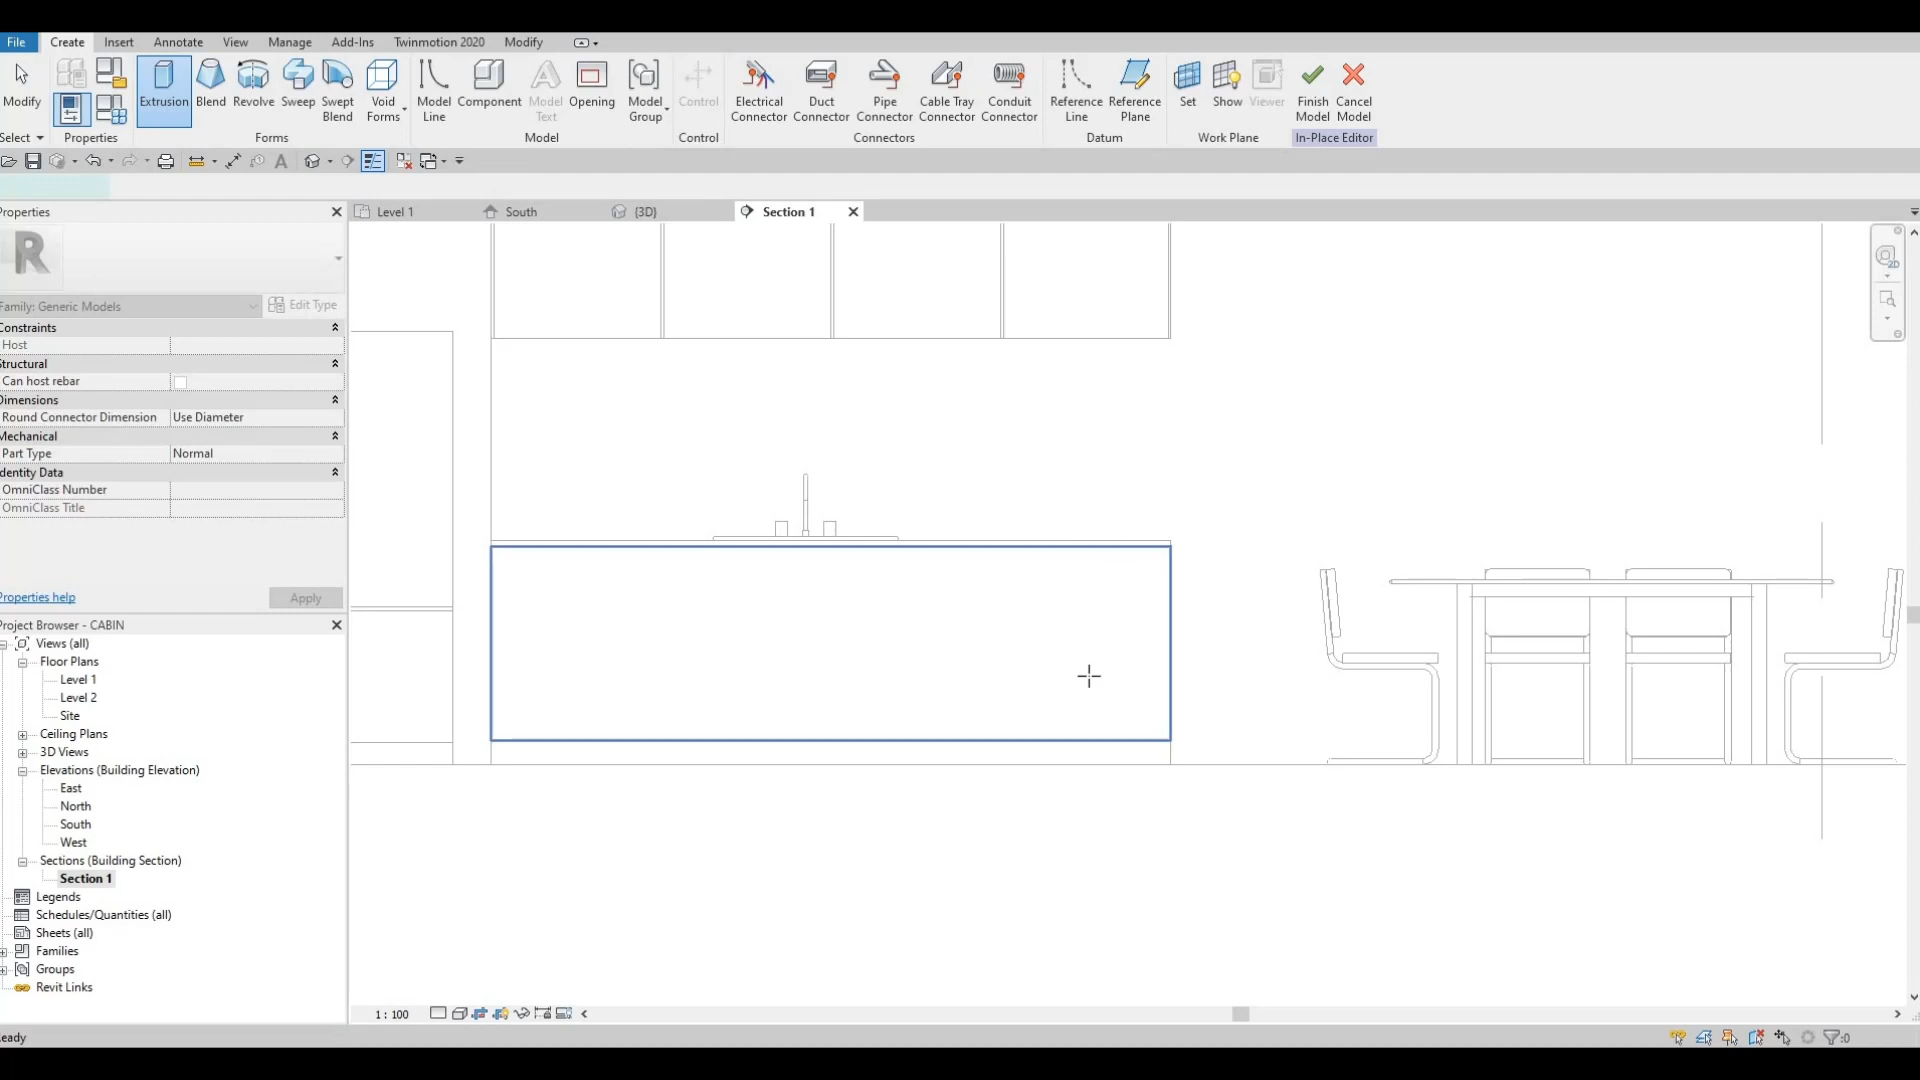 File Create Insert Annotate View Manage Add-Ins Twinmotion 2020 Modify
Modify Extrusion Blend Revolve Sweep Swept Blend Void Forms Model Line Component Model Text Opening Model Group Control Electrical Connector Duct Connector Pipe Connector Cable Tray Connector Conduit Connector Reference Line Reference Plane Set Show Viewer Finish Model Cancel Model
Select Properties Forms Model Control Connectors Datum Work Plane In-Place Editor
Properties
Level 1 South {3D} Section 1
R
Family: Generic Models Edit Type
Constraints
Host
Structural
Can host rebar
Dimensions
Round Connector Dimension Use Diameter
Mechanical
Part Type Normal
Identity Data
OmniClass Number
OmniClass Title
Properties help Apply
Project Browser - CABIN
Views (all)
Floor Plans
Level 1
Level 2
Site
Ceiling Plans
3D Views
Elevations (Building Elevation)
East
North
South
West
Sections (Building Section)
Section 1
Legends
Schedules/Quantities (all)
Sheets (all)
Families
Groups
Revit Links
1 : 100
eady
:0
2D